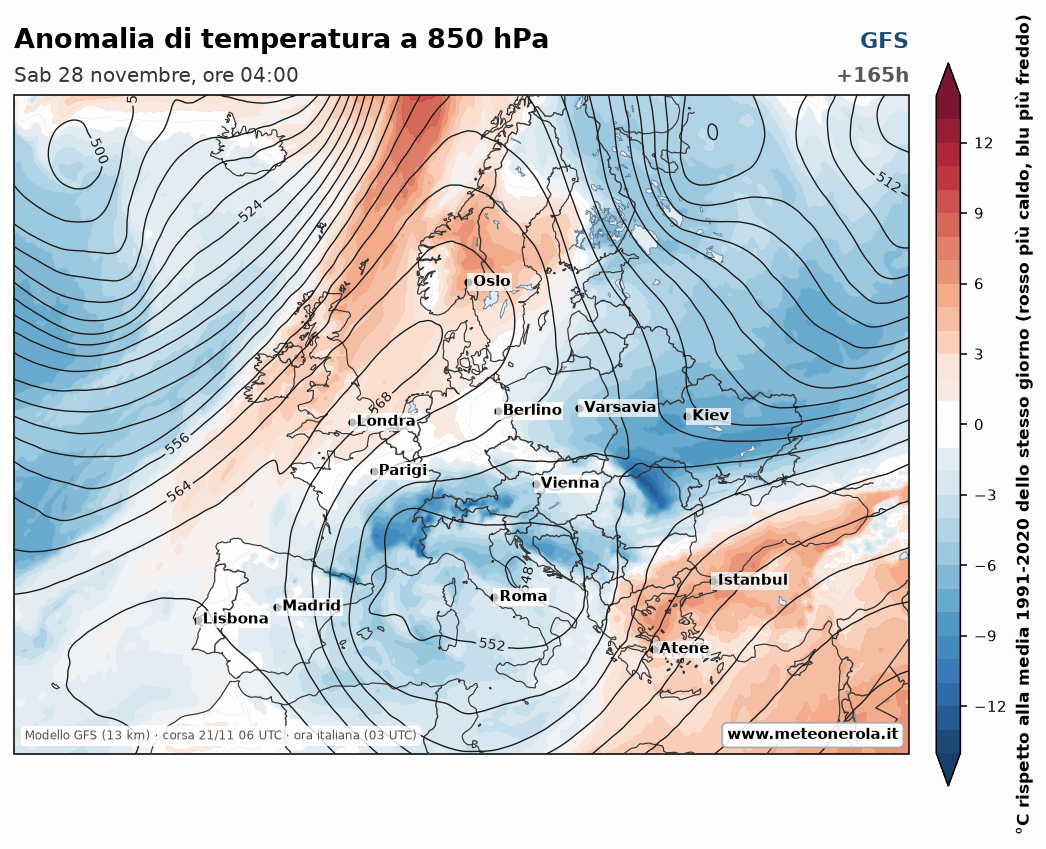 Anomalia di temperatura a 850 hPa
GFS
Sab 28 novembre, ore 04:00
+165h
500
524
512
Oslo
568
Londra
Berlino
Varsavia
Kiev
556
Parigi
564
Vienna
548
Istanbul
Roma
Madrid
Lisbona
552
Atene
Modello GFS (13 km) · corsa 21/11 06 UTC · ora italiana (03 UTC)
www.meteonerola.it
12
9
6
3
0
−3
−6
−9
−12
°C rispetto alla media 1991-2020 dello stesso giorno (rosso più caldo, blu più freddo)